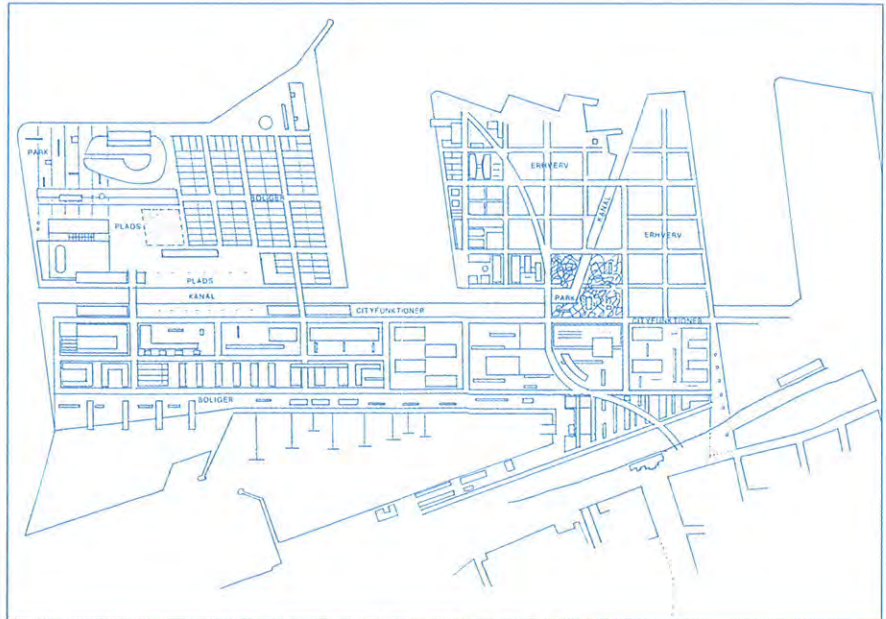 PARK
ERHVERV
BOLIGER
KANAL
PLADS
ERHVERV
PLADS
KANAL
PARK
CITYFUNKTIONER
CITYFUNKTIONER
BOLIGER